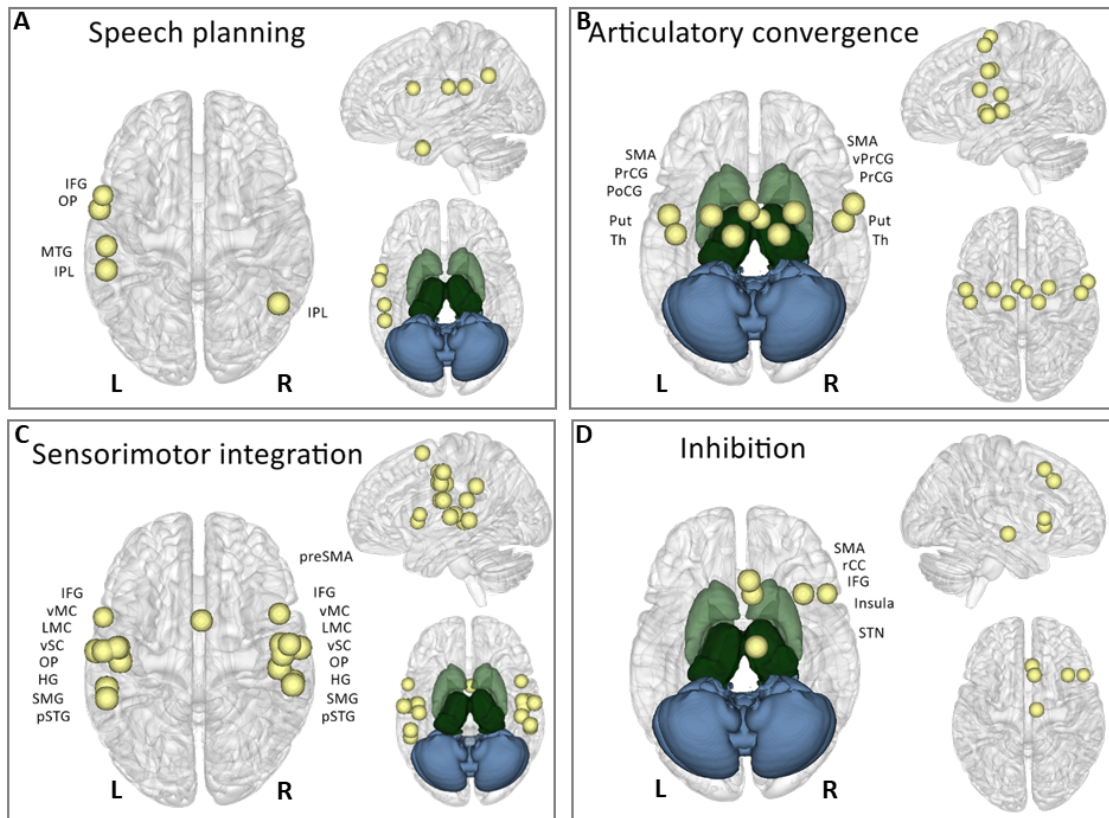 A
Speech planning
IFG
OP
MTG
IPL
IPL
L
R
B
Articulatory convergence
SMA
PrCG
PoCG
Put
Th
SMA
vPrCG
PrCG
Put
Th
L
R
C
Sensorimotor integration
preSMA
IFG
vMC
LMC
vSC
OP
HG
SMG
pSTG
IFG
vMC
LMC
vSC
OP
HG
SMG
pSTG
L
R
D
Inhibition
SMA
rCC
IFG
Insula
STN
L
R